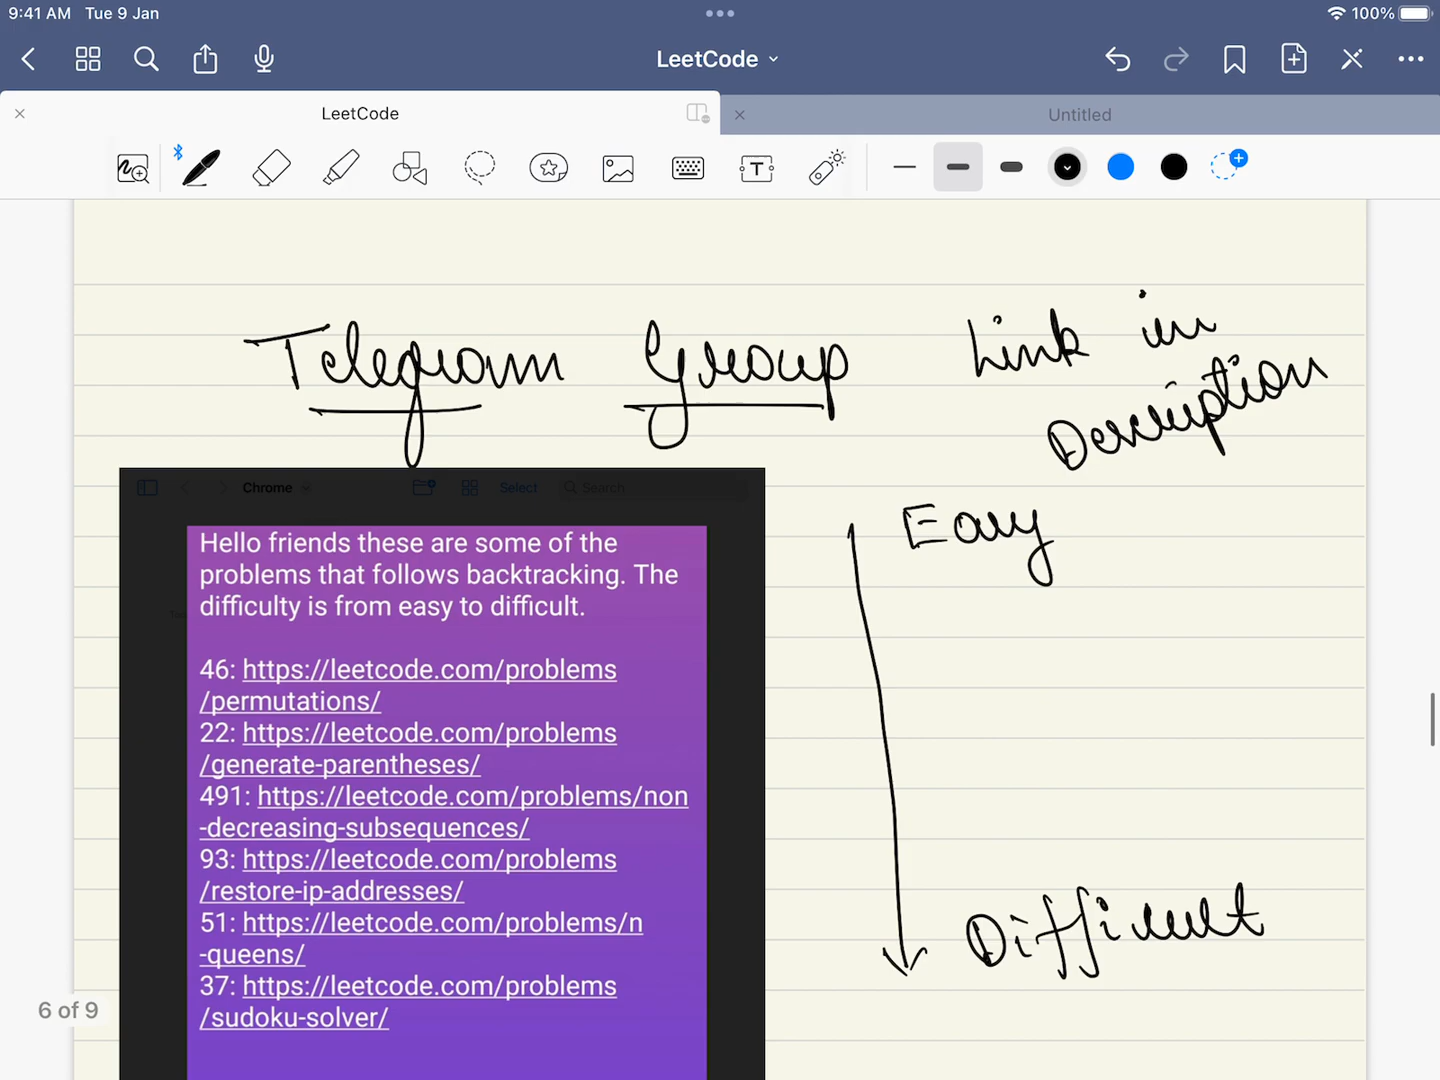 9:41 AM Tue 9 Jan
100%
LeetCode
LeetCode
Untitled
T
Telegram Group
Link in
Description
Chrome
Select
Search
Hello friends these are some of the
problems that follows backtracking. The
difficulty is from easy to difficult.
46: https://leetcode.com/problems
/permutations/
22: https://leetcode.com/problems
/generate-parentheses/
491: https://leetcode.com/problems/non
-decreasing-subsequences/
93: https://leetcode.com/problems
/restore-ip-addresses/
51: https://leetcode.com/problems/n
-queens/
37: https://leetcode.com/problems
/sudoku-solver/
Easy
Difficult
6 of 9